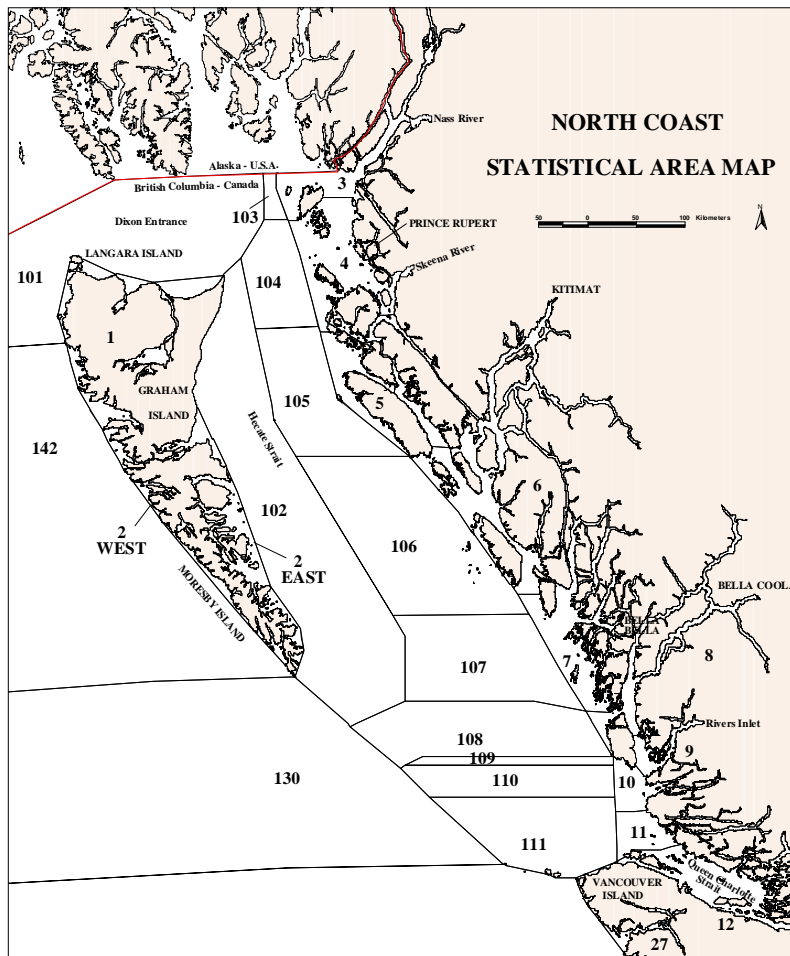 Nass River
NORTH COAST
STATISTICAL AREA MAP
Alaska - U.S.A.
British Columbia - Canada
3
103
Dixon Entrance
PRINCE RUPERT
50 0 50 100 Kilometers
N
LANGARA ISLAND
4
Skeena River
101
104
KITIMAT
1
GRAHAM
ISLAND
105
5
Hecate Strait
142
6
102
2
WEST
2
EAST
106
MORESBY ISLAND
BELLA COOLA
BELLA
BELLA
7
107
8
Rivers Inlet
108
9
109
130
110
10
11
111
Queen Charlotte
Strait
VANCOUVER
ISLAND
12
27